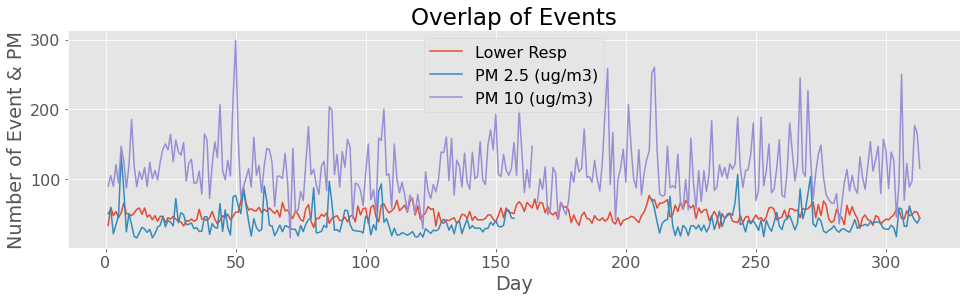 Overlap of Events
Number of Event & PM
300
200
100
Lower Resp
PM 2.5 (ug/m3)
PM 10 (ug/m3)
0 50 100 150 200 250 300
Day